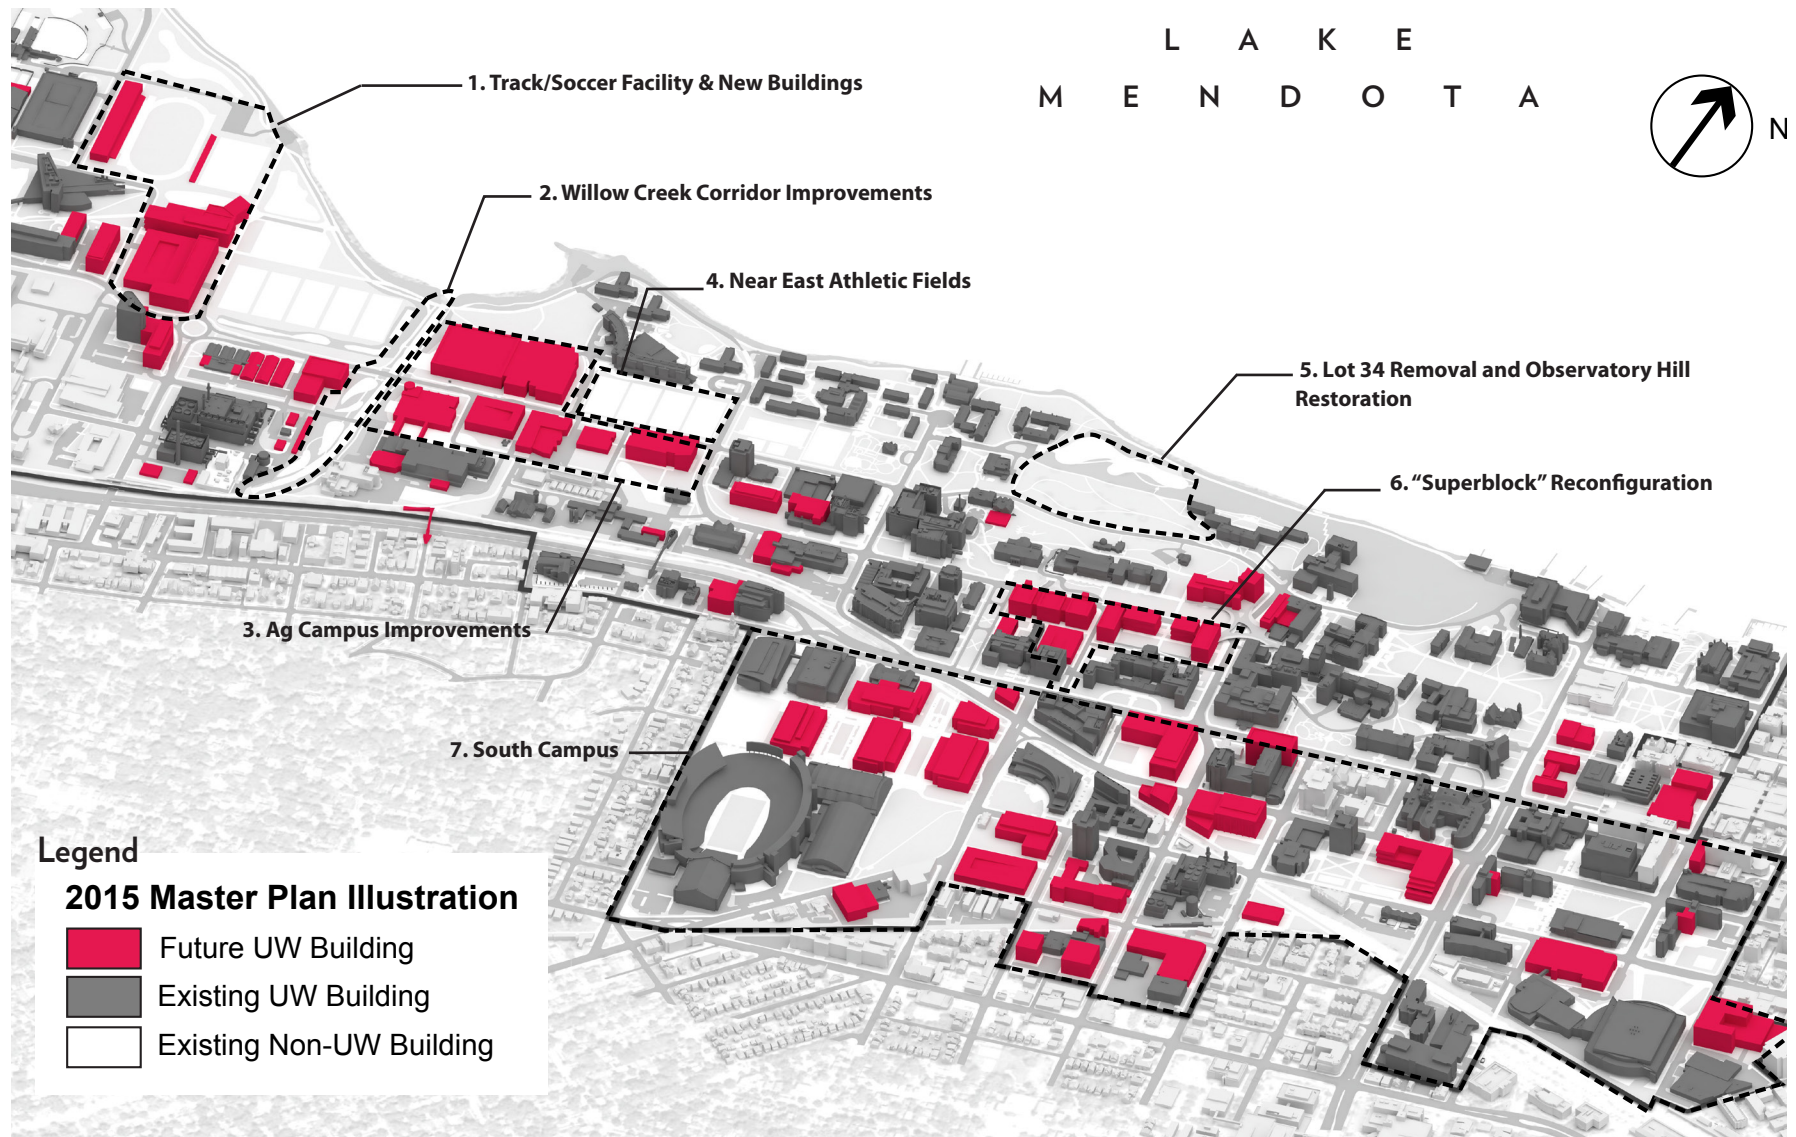 L A K E
M E N D O T A
N
1. Track/Soccer Facility & New Buildings
2. Willow Creek Corridor Improvements
4. Near East Athletic Fields
5. Lot 34 Removal and Observatory Hill
Restoration
6. “Superblock” Reconfiguration
3. Ag Campus Improvements
7. South Campus
Legend
2015 Master Plan Illustration
Future UW Building
Existing UW Building
Existing Non-UW Building